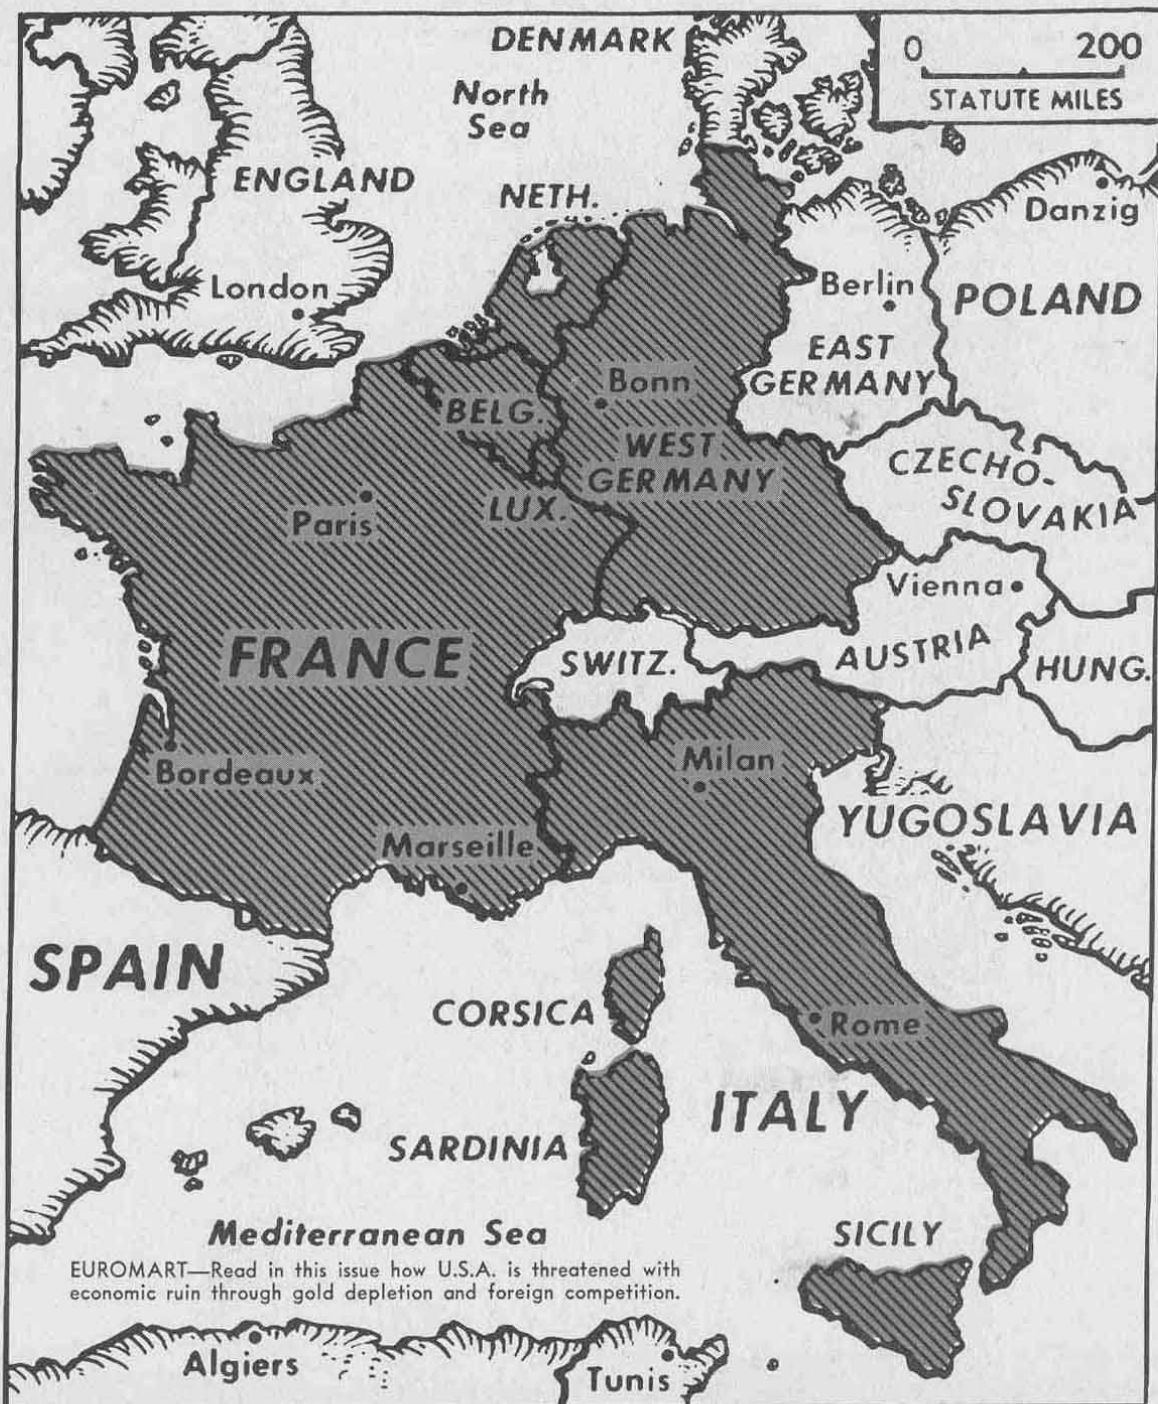 DENMARK
0 200
STATUTE MILES
North
Sea
ENGLAND
NETH.
Danzig
London
Berlin
POLAND
EAST
GERMANY
Bonn
BELG.
WEST
GERMANY
CZECHO-
SLOVAKIA
LUX.
Paris
Vienna
FRANCE
SWITZ.
AUSTRIA
HUNG.
Bordeaux
Milan
YUGOSLAVIA
Marseille
SPAIN
CORSICA
Rome
ITALY
SARDINIA
Mediterranean Sea
SICILY
EUROMART—Read in this issue how U.S.A. is threatened with
economic ruin through gold depletion and foreign competition.
Algiers
Tunis